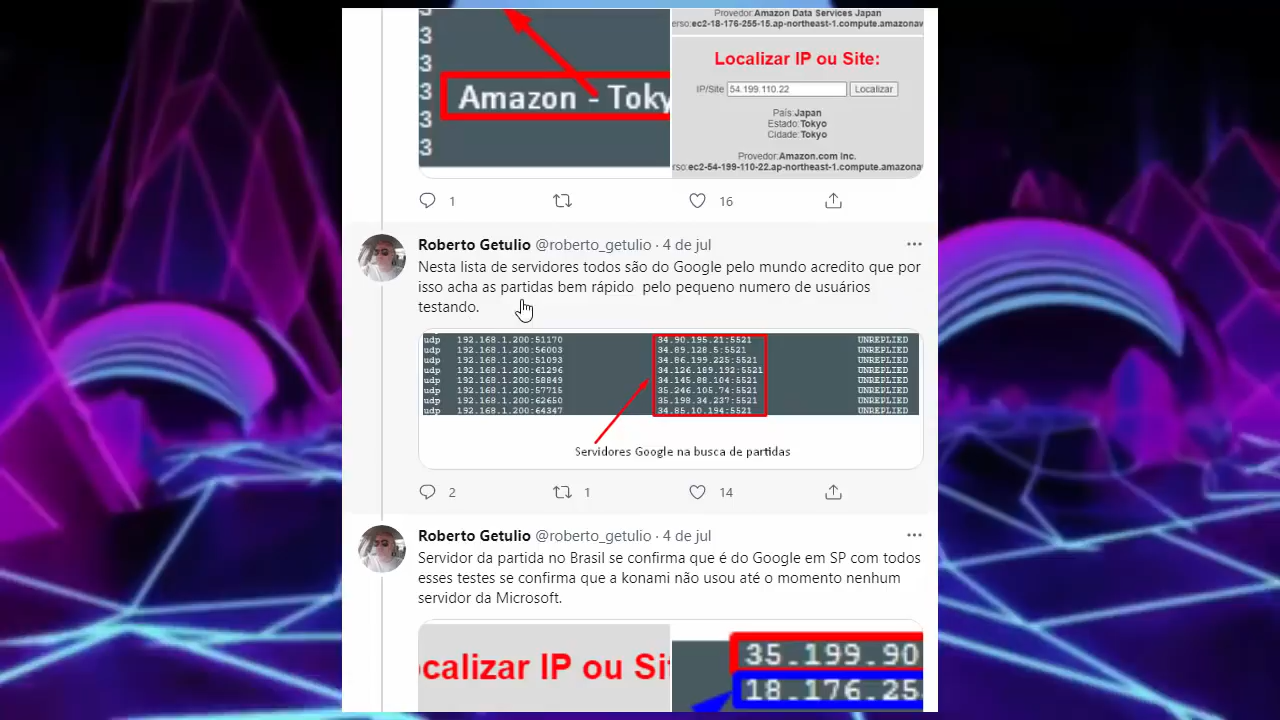 3
3
3
3
3
3
Amazon - Toky
Provedor:Amazon Data Services Japan
erso:ec2-18-176-255-15.ap-northeast-1.compute.amazonaw
Localizar IP ou Site:
IP/Site 54.199.110.22 Localizar
País:Japan
Estado:Tokyo
Cidade:Tokyo
Provedor:Amazon.com Inc.
erso:ec2-54-199-110-22.ap-northeast-1.compute.amazonaw
1 16
Roberto Getulio @roberto_getulio · 4 de jul
Nesta lista de servidores todos são do Google pelo mundo acredito que por
isso acha as partidas bem rápido pelo pequeno numero de usuários
testando.
udp 192.168.1.200:51170 34.90.195.21:5521 UNREPLIED
udp 192.168.1.200:56003 34.89.128.5:5521 UNREPLIED
udp 192.168.1.200:51093 34.86.199.225:5521 UNREPLIED
udp 192.168.1.200:61296 34.126.189.192:5521 UNREPLIED
udp 192.168.1.200:58849 34.145.88.104:5521 UNREPLIED
udp 192.168.1.200:57715 35.246.105.74:5521 UNREPLIED
udp 192.168.1.200:62650 35.198.34.237:5521 UNREPLIED
udp 192.168.1.200:64347 34.85.10.194:5521 UNREPLIED
Servidores Google na busca de partidas
2 1 14
Roberto Getulio @roberto_getulio · 4 de jul
Servidor da partida no Brasil se confirma que é do Google em SP com todos
esses testes se confirma que a konami não usou até o momento nenhum
servidor da Microsoft.
ocalizar IP ou Sit
35.199.90
18.176.25